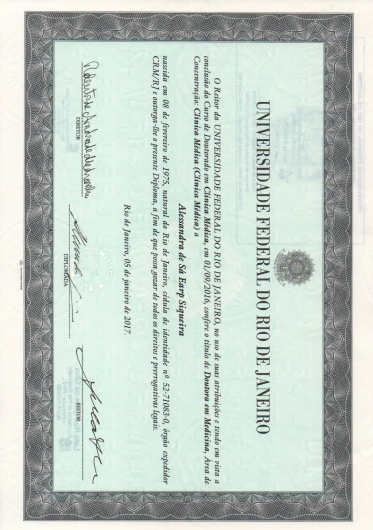 UNIVERSIDADE FEDERAL DO RIO DE JANEIRO
O Reitor da UNIVERSIDADE FEDERAL DO RIO DE JANEIRO, no uso de suas atribuições e tendo em vista a
conclusão do Curso de Doutorado em Clínica Médica, em 01/09/2016, confere o título de Doutora em Medicina, Área de
Concentração: Clínica Médica (Clínica Médica) a
Alessandra de Sá Earp Siqueira
nascida em 08 de fevereiro de 1975, natural do Rio de Janeiro, cédula de identidade nº 52-71083-0, órgão expedidor
CRM/RJ e outorga-lhe o presente Diploma, a fim de que possa gozar de todos os direitos e prerrogativas legais.
Rio de Janeiro, 05 de janeiro de 2017.
DIRETOR
DIPLOMADA
REITOR